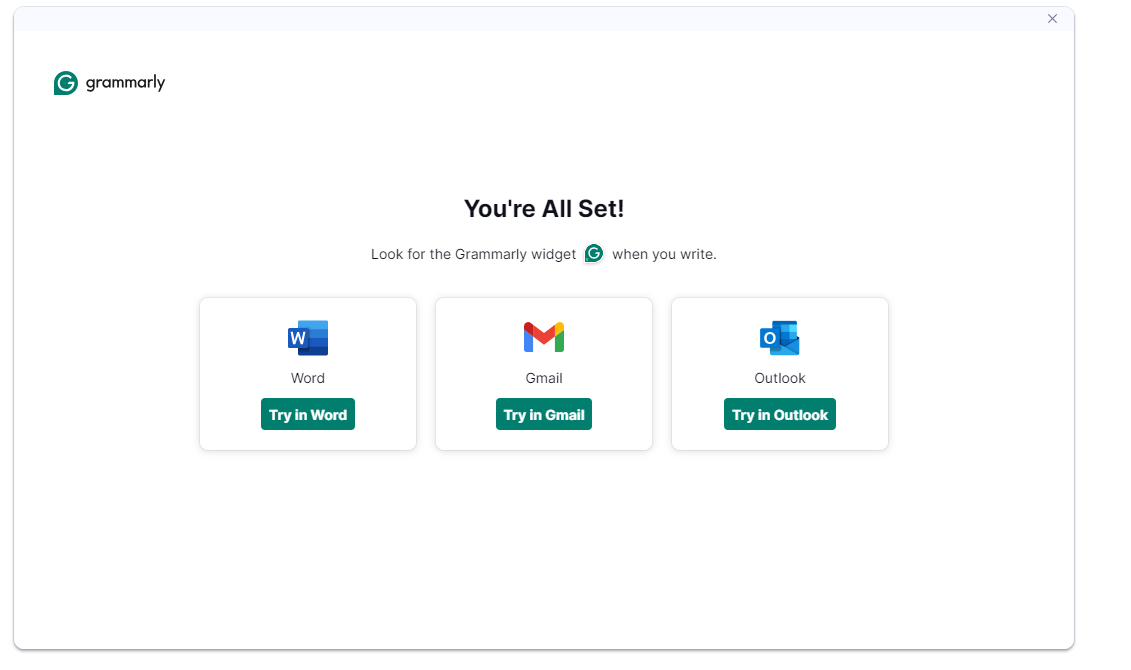 grammarly
You're All Set!
Look for the Grammarly widget when you write.
Word
Try in Word
Gmail
Try in Gmail
Outlook
Try in Outlook